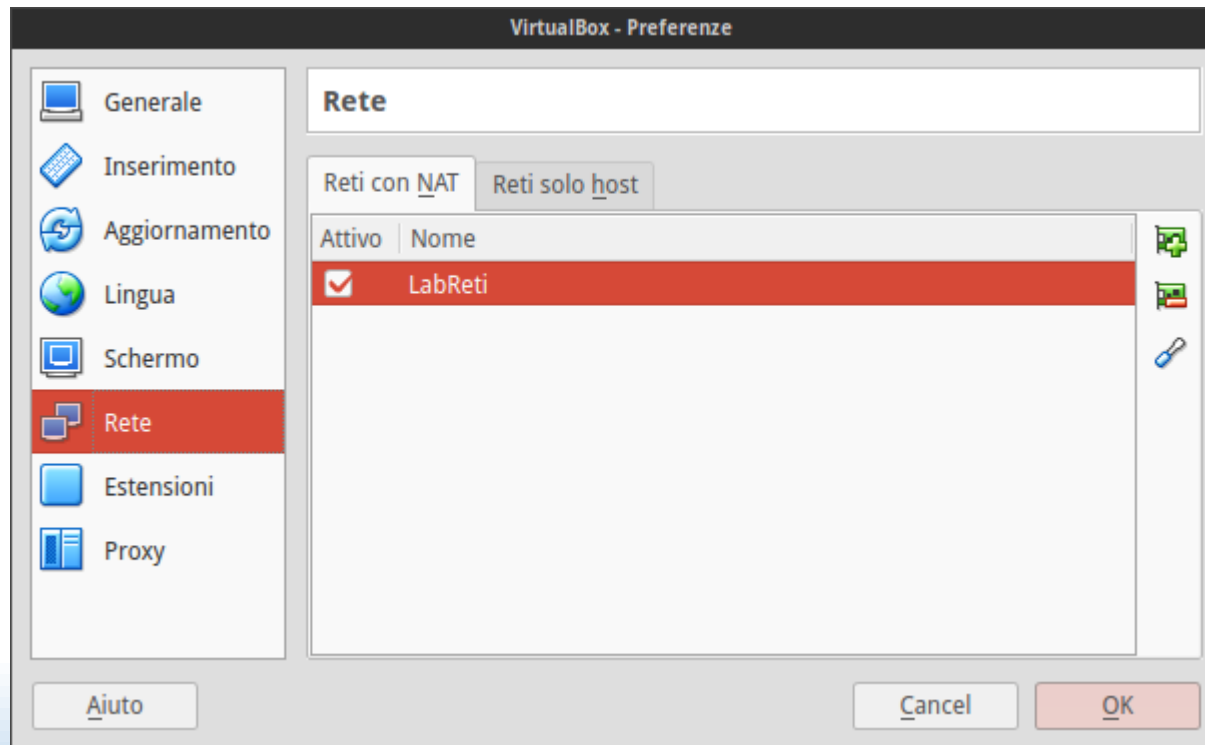 VirtualBox - Preferenze
Generale
Inserimento
Aggiornamento
Lingua
Schermo
Rete
Estensioni
Proxy
Rete
Reti con NAT
Reti solo host
Attivo Nome
LabReti
Aiuto
Cancel
OK